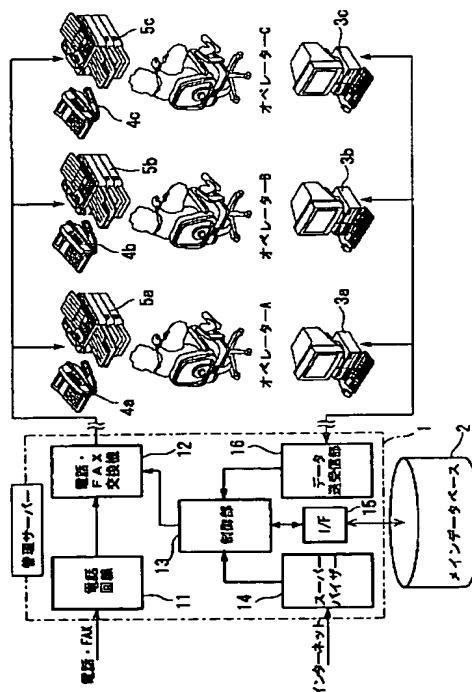 管理サーバー
電話・FAX
電話
回線
11
電話・
FAX
交換機
12
制御部
13
スーパー
バイザー
14
I/F
15
データ
送受信部
16
インターネット
1
メインデータベース
2
4a
5a
オペレーターA
3a
4b
5b
オペレーターB
3b
4c
5c
オペレーターC
3c